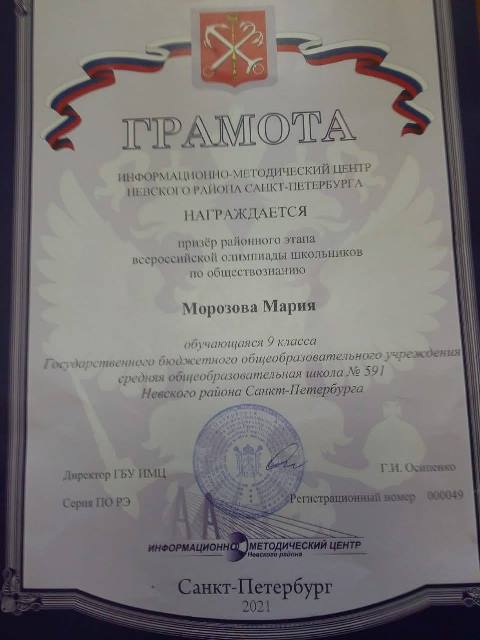 ГРАМОТА
ИНФОРМАЦИОННО-МЕТОДИЧЕСКИЙ ЦЕНТР
НЕВСКОГО РАЙОНА САНКТ-ПЕТЕРБУРГА
НАГРАЖДАЕТСЯ
призёр районного этапа
всероссийской олимпиады школьников
по обществознанию
Морозова Мария
обучающаяся 9 класса
Государственного бюджетного общеобразовательного учреждения
средняя общеобразовательная школа № 591
Невского района Санкт-Петербурга
Директор ГБУ ИМЦ Г.И. Осипенко
Серия ПО РЭ Регистрационный номер 000049
ИНФОРМАЦИОННО МЕТОДИЧЕСКИЙ ЦЕНТР
Невского района
Санкт-Петербург
2021